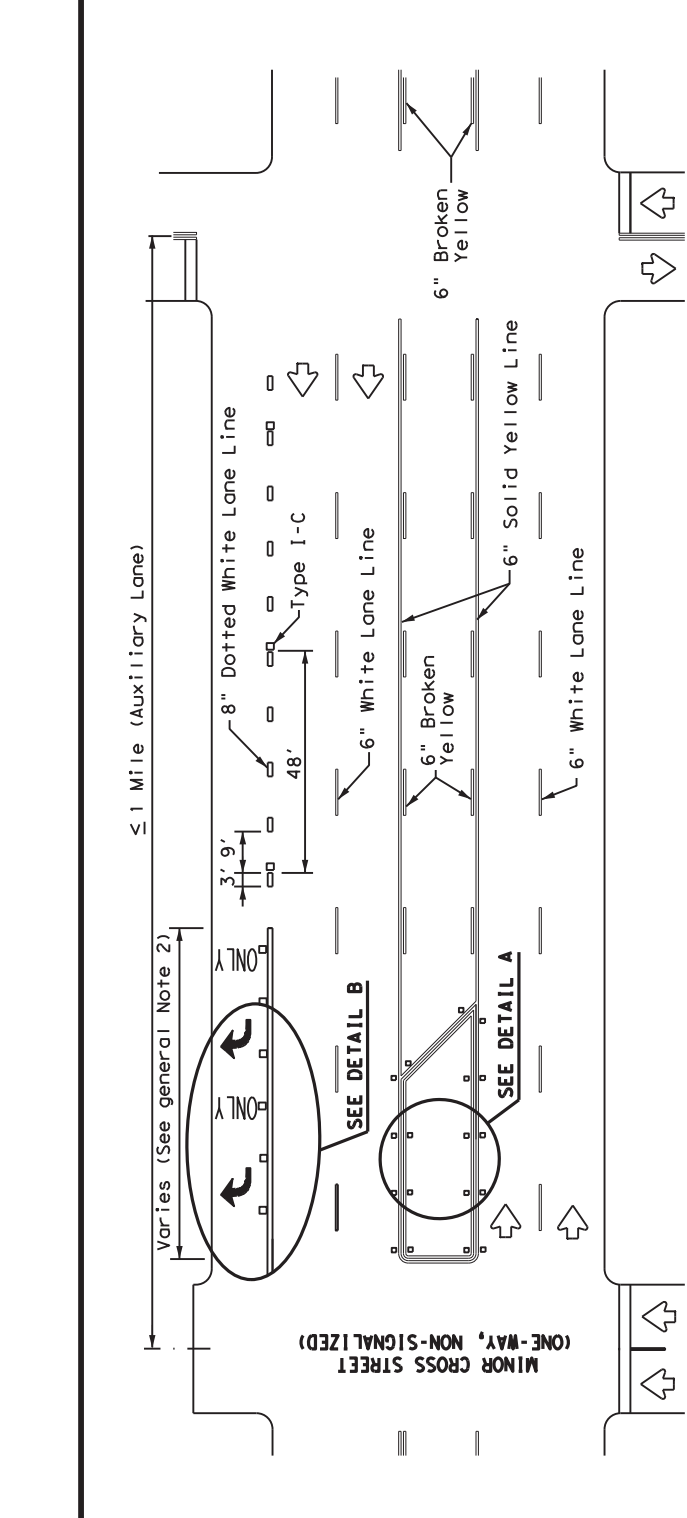 6" Broken
Yellow
≤ 1 Mile (Auxiliary Lane)
8" Dotted White Lane Line
Type I-C
6" Solid Yellow Line
6" White Lane Line
6" Broken
Yellow
6" White Lane Line
48'
3' 9'
Varies (See general Note 2)
ONLY
ONLY
SEE DETAIL B
SEE DETAIL A
MINOR CROSS STREET
(ONE-WAY, NON-SIGNALIZED)